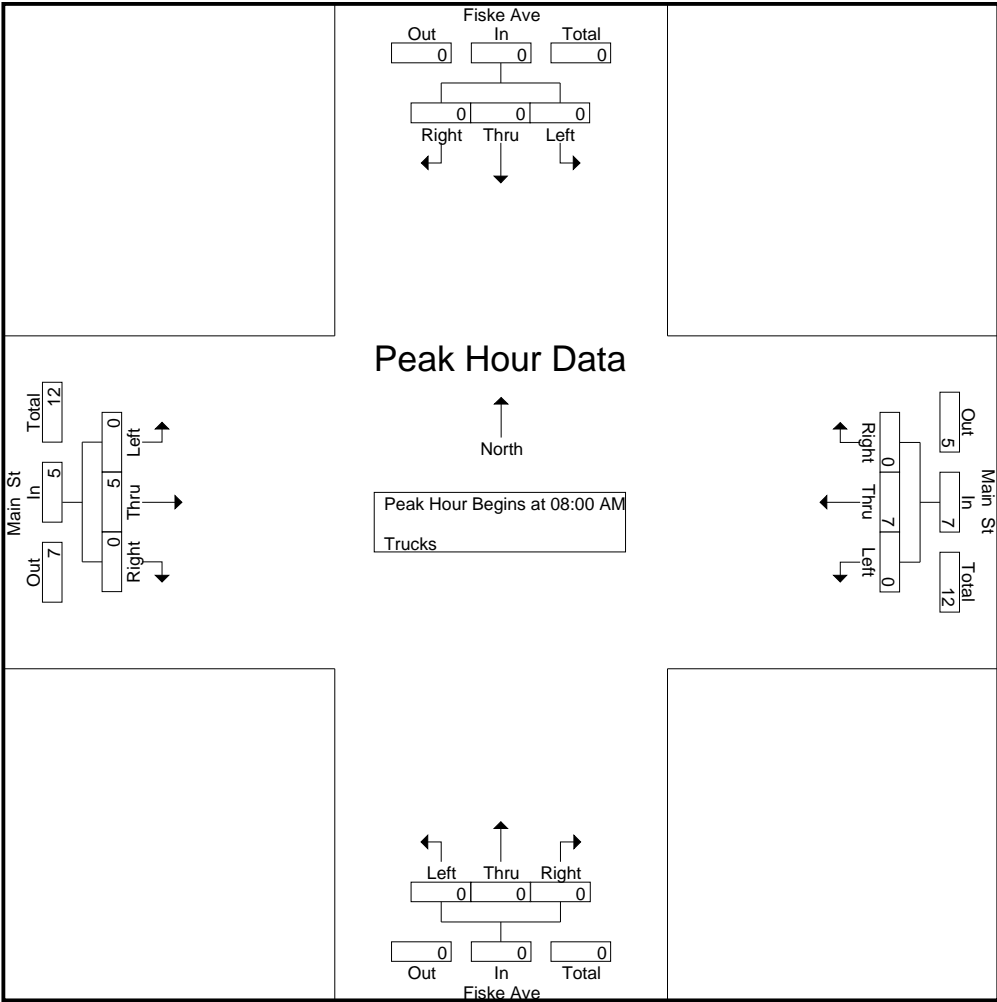 Fiske Ave
Out In Total
0 0 0
0 0 0
Right Thru Left
Peak Hour Data
North
Peak Hour Begins at 08:00 AM
Trucks
Main St
Out In Total
7 5 12
Right Thru Left
0 5 0
Main St
Out In Total
5 7 12
Right Thru Left
0 7 0
Left Thru Right
0 0 0
0 0 0
Out In Total
Fiske Ave